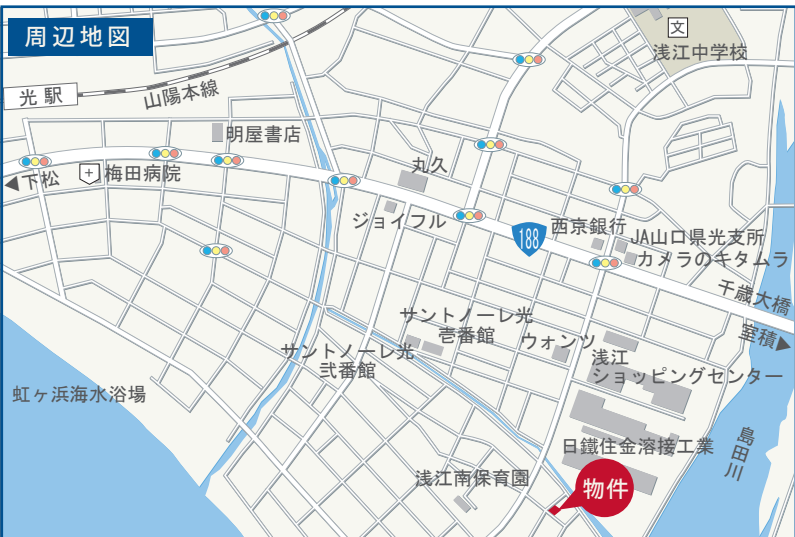 周辺地図
文
浅江中学校
光駅
山陽本線
明屋書店
丸久
下松
梅田病院
ジョイフル
188
西京銀行
JA山口県光支所
カメラのキタムラ
千歳大橋
室積
サントノーレ光
壱番館
サントノーレ光
弐番館
ウォンツ
浅江
ショッピングセンター
虹ヶ浜海水浴場
日鐵住金溶接工業
島田川
浅江南保育園
物件